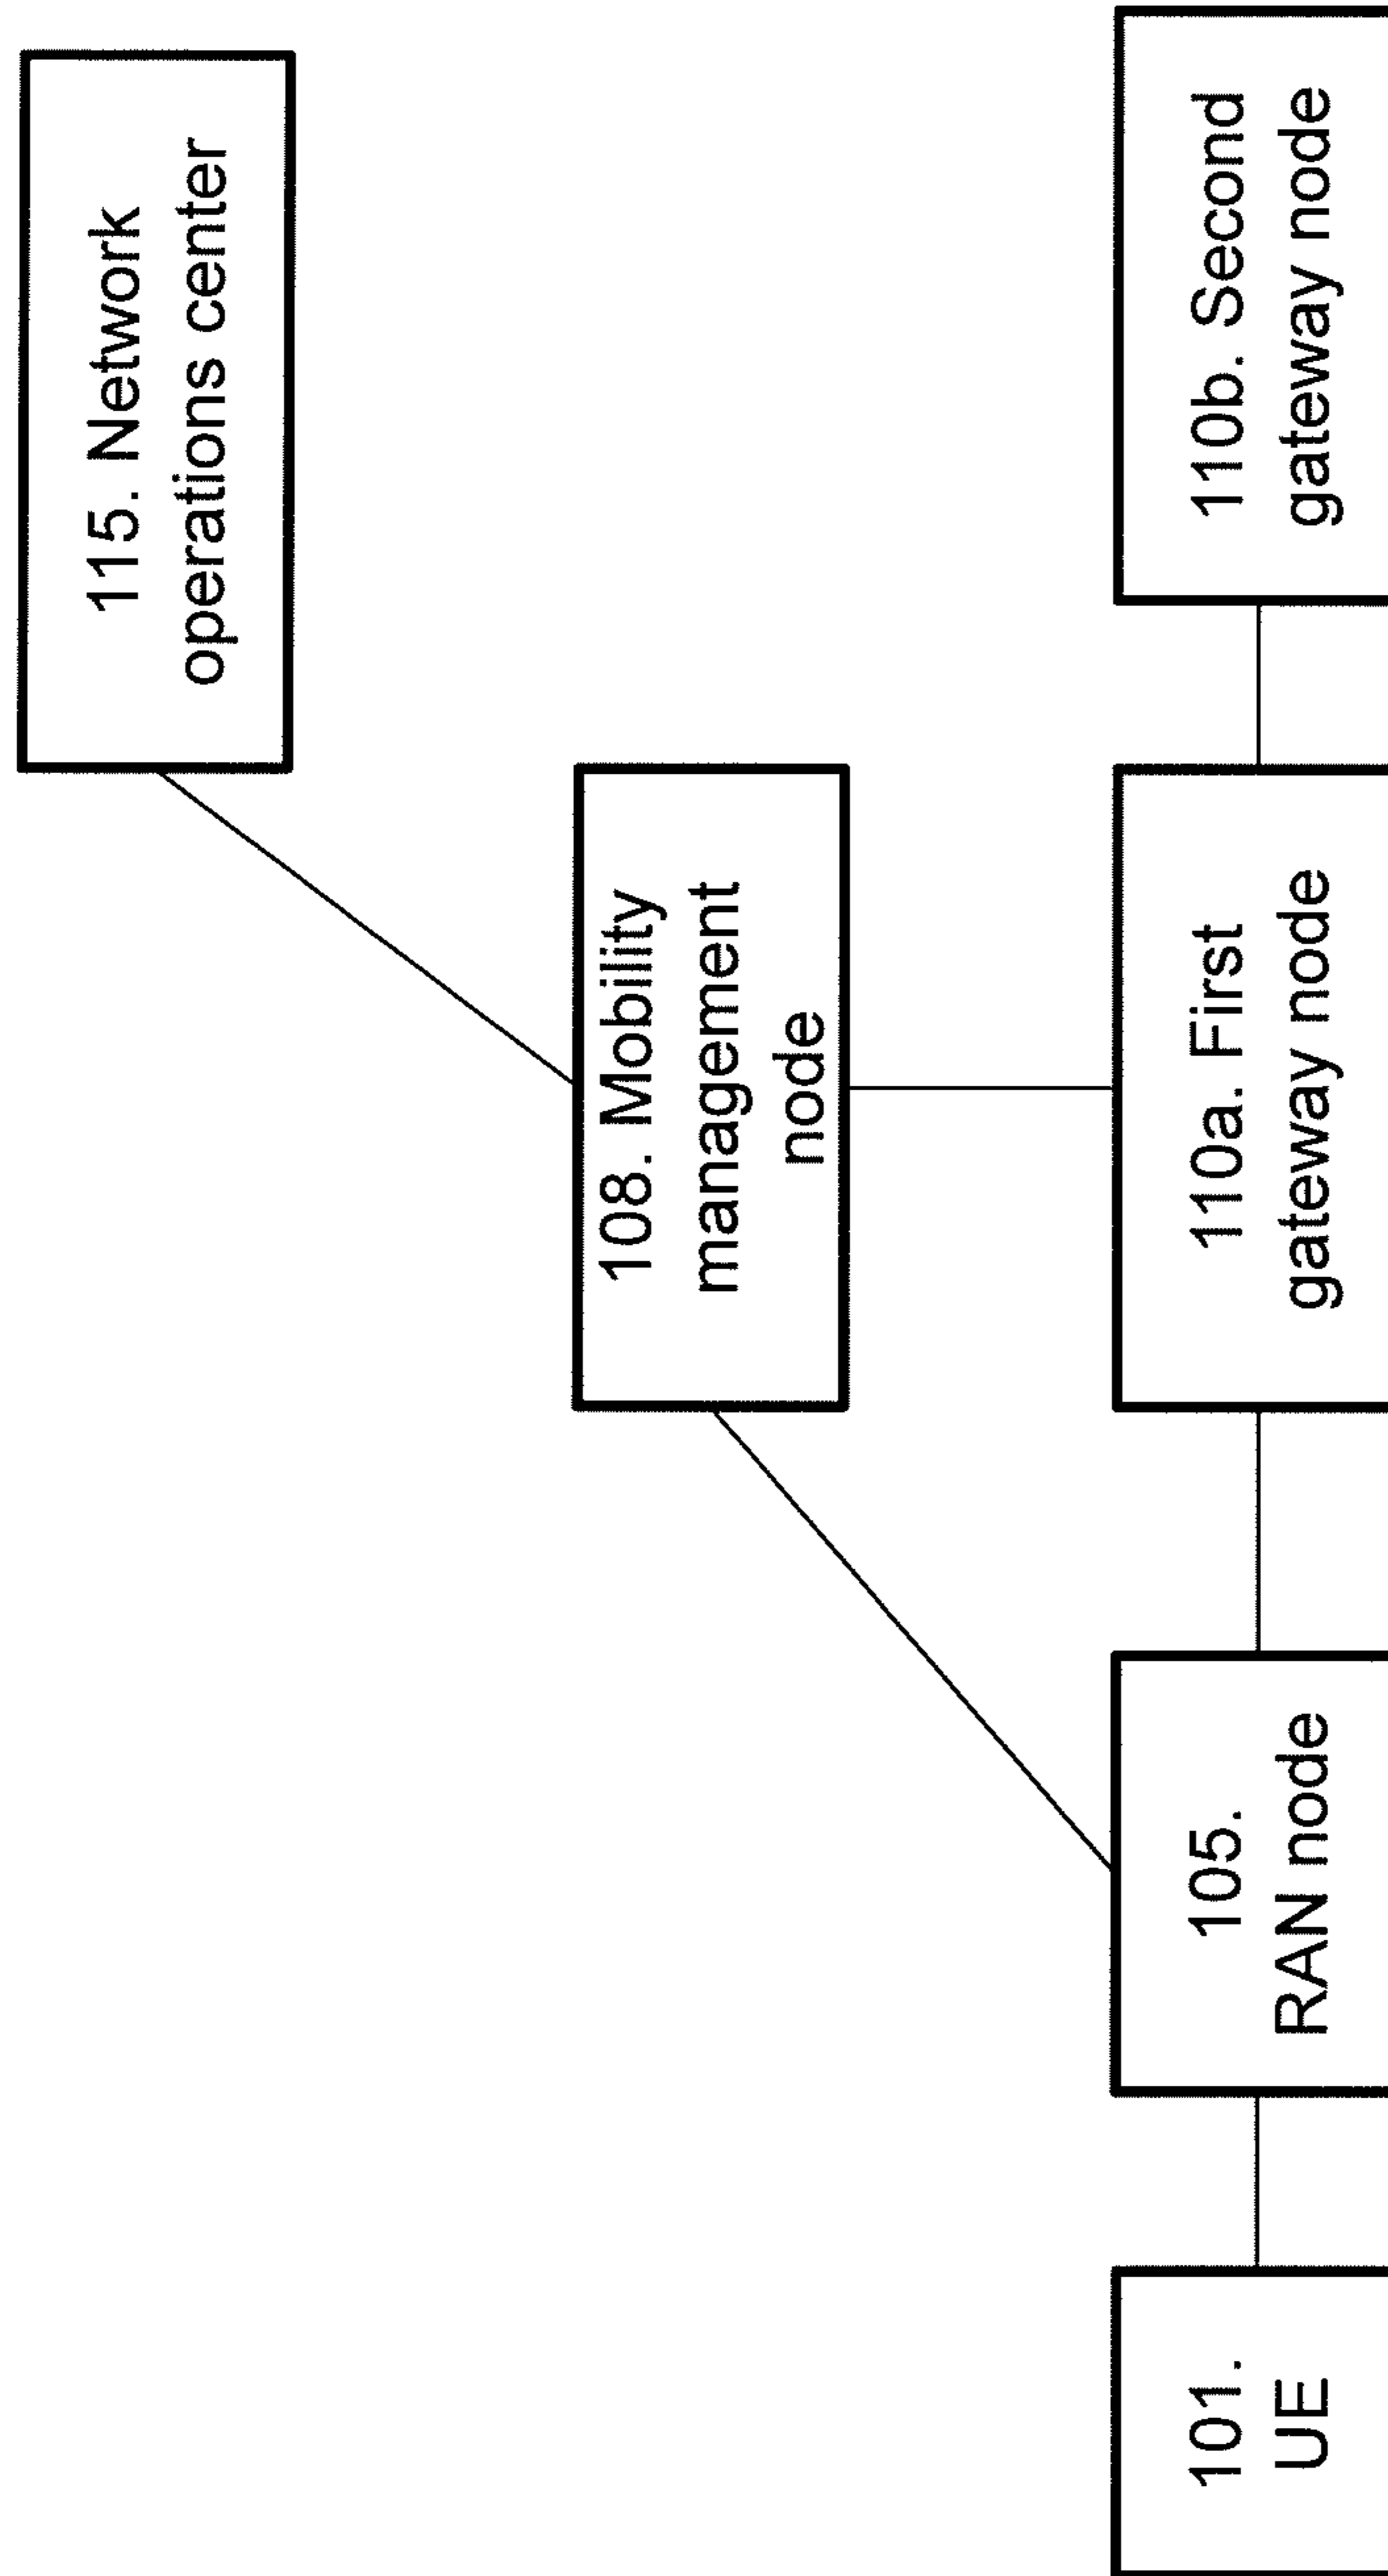 115. Network
operations center
108. Mobility
management
node
101.
UE
105.
RAN node
110a. First
gateway node
110b. Second
gateway node